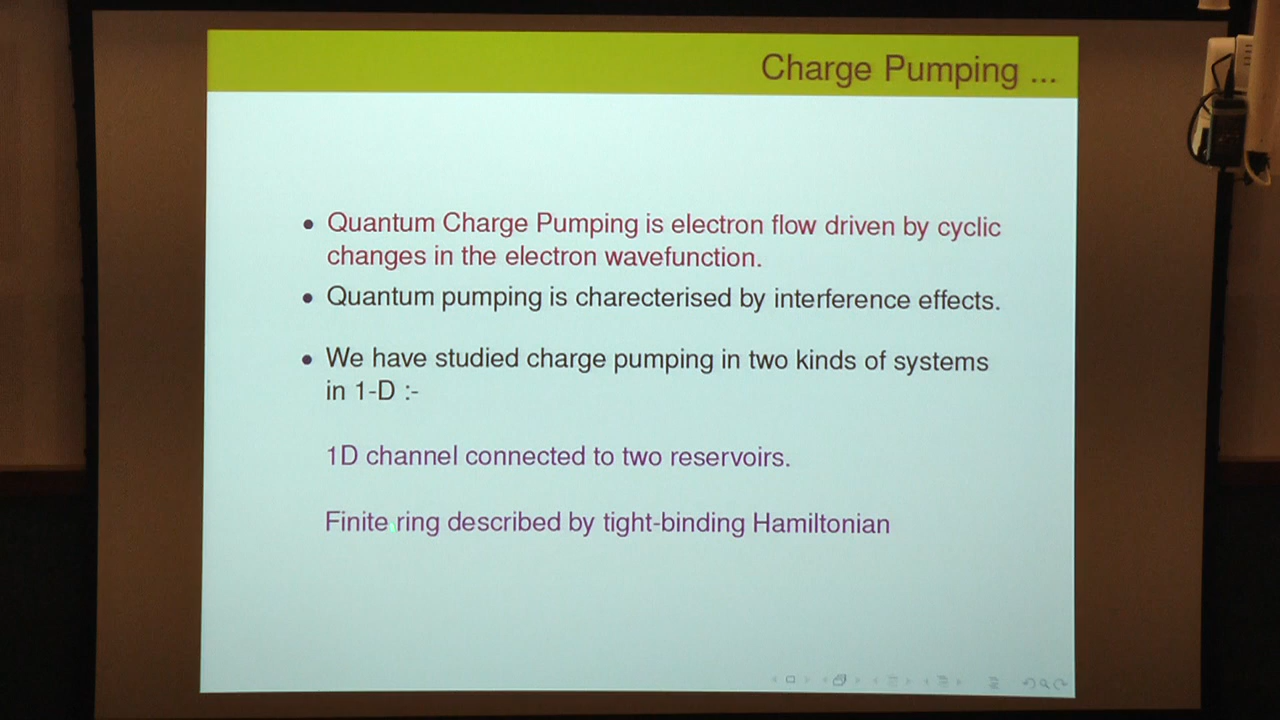 Charge Pumping ...
• Quantum Charge Pumping is electron flow driven by cyclic
changes in the electron wavefunction.
• Quantum pumping is charecterised by interference effects.
• We have studied charge pumping in two kinds of systems
in 1-D :-
1D channel connected to two reservoirs.
Finite ring described by tight-binding Hamiltonian